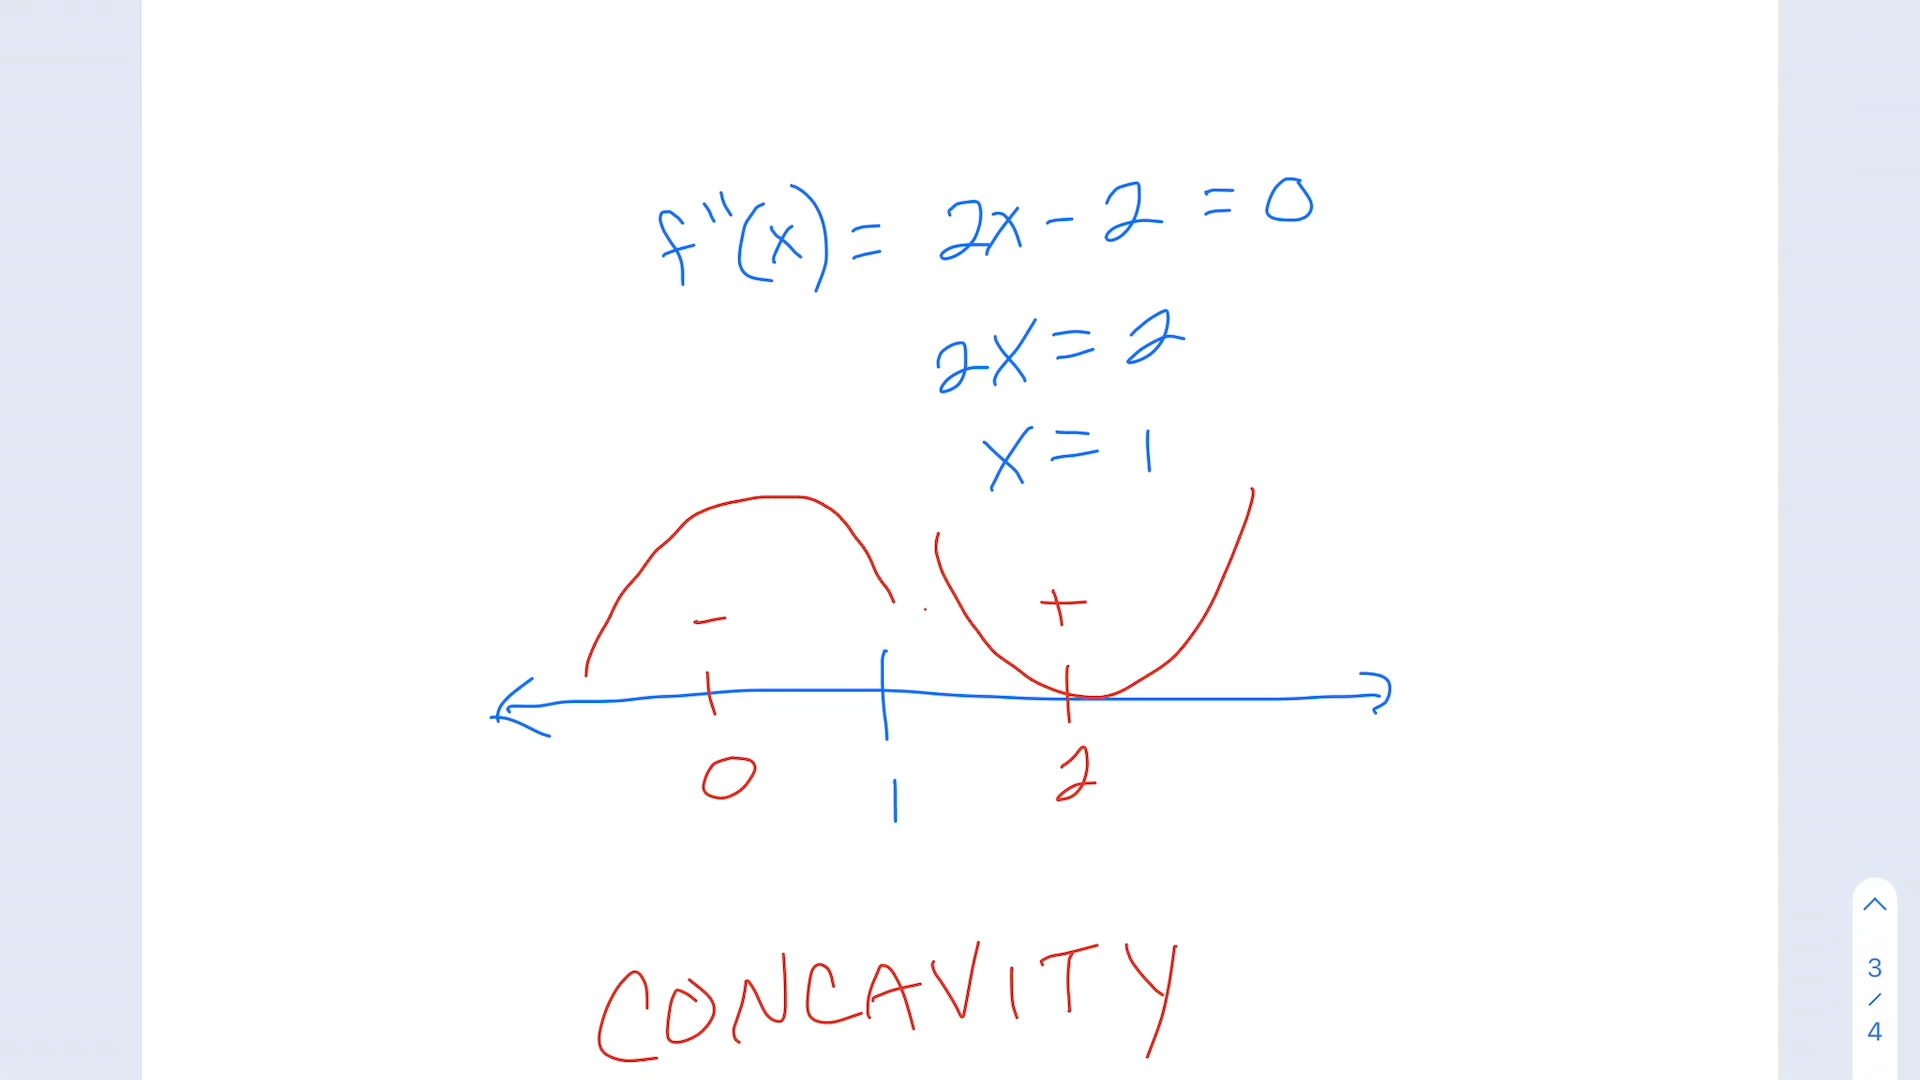 f''(x) = 2x - 2 = 0
2x = 2
x = 1
- +
0 1 2
CONCAVITY
3
/
4